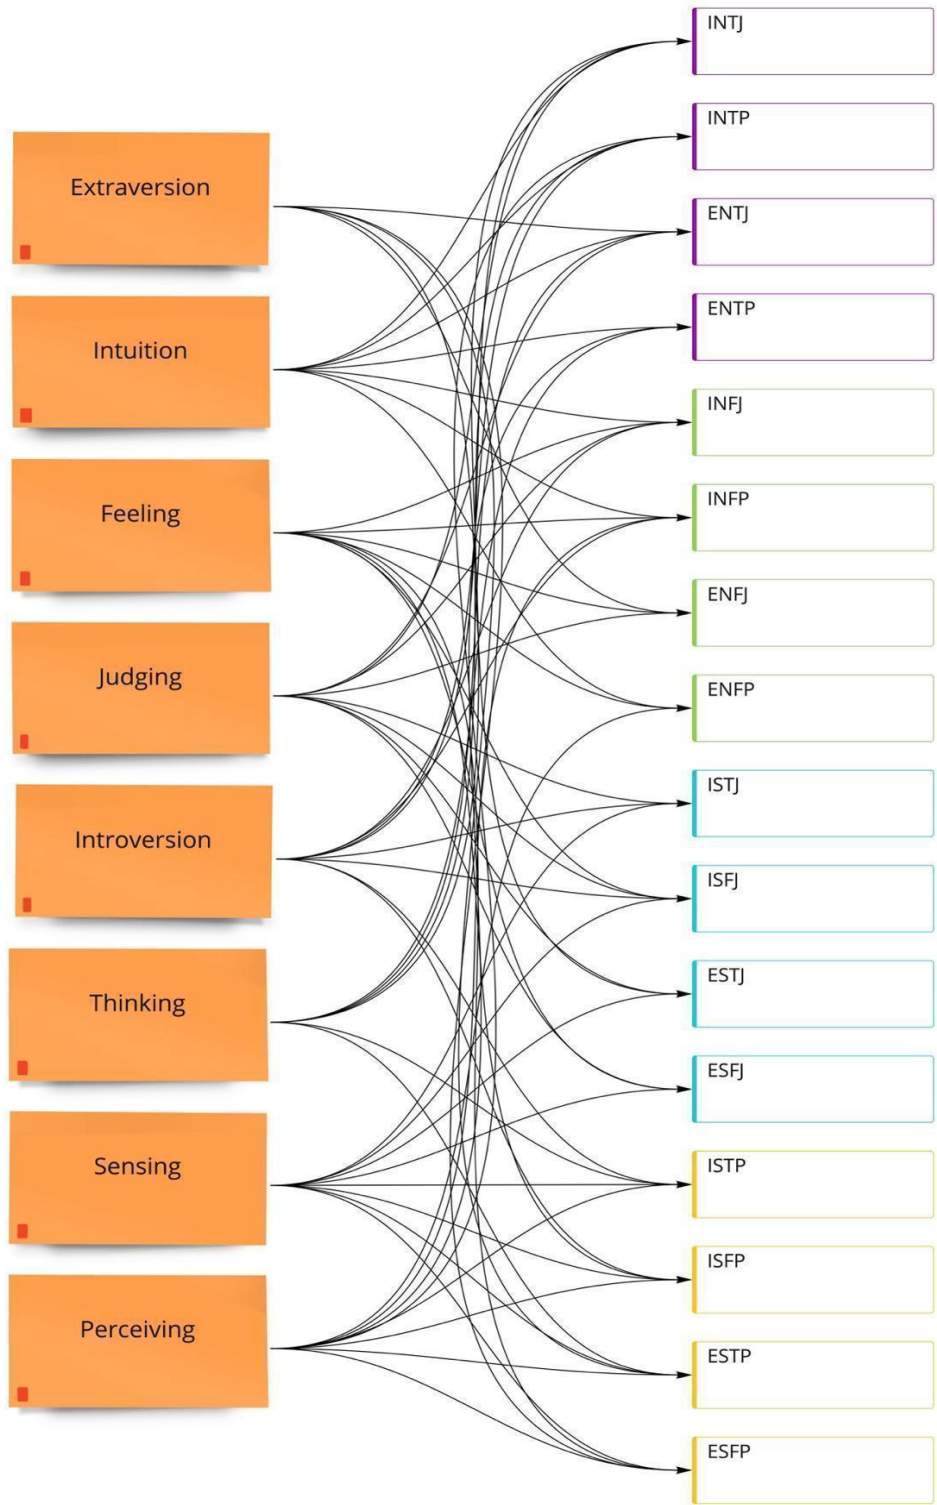 Extraversion
Intuition
Feeling
Judging
Introversion
Thinking
Sensing
Perceiving
INTJ
INTP
ENTJ
ENTP
INFJ
INFP
ENFJ
ENFP
ISTJ
ISFJ
ESTJ
ESFJ
ISTP
ISFP
ESTP
ESFP